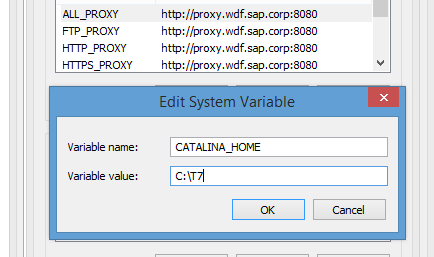 ALL_PROXY http://proxy.wdf.sap.corp:8080
FTP_PROXY http://proxy.wdf.sap.corp:8080
HTTP_PROXY http://proxy.wdf.sap.corp:8080
HTTPS_PROXY http://proxy.wdf.sap.corp:8080
Edit System Variable
Variable name: CATALINA_HOME
Variable value: C:\T7
OK Cancel